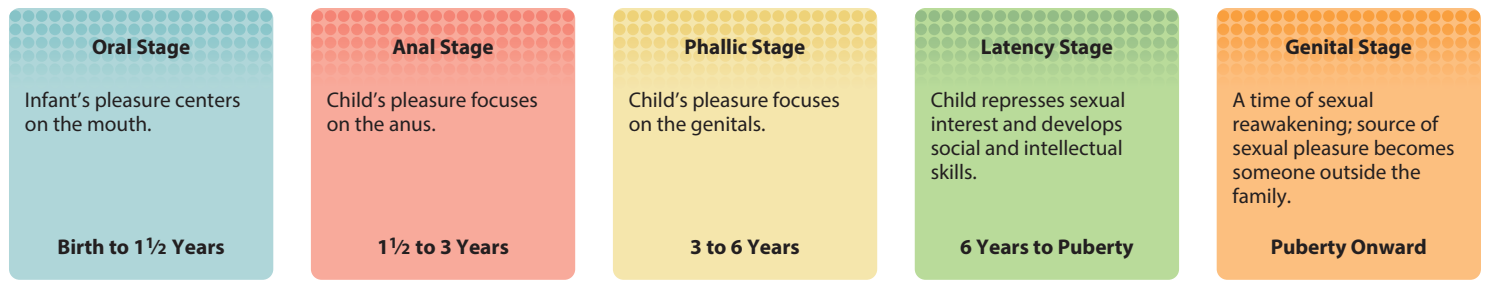 Oral Stage
Infant’s pleasure centers
on the mouth.
Birth to 1½ Years
Anal Stage
Child’s pleasure focuses
on the anus.
1½ to 3 Years
Phallic Stage
Child’s pleasure focuses
on the genitals.
3 to 6 Years
Latency Stage
Child represses sexual
interest and develops
social and intellectual
skills.
6 Years to Puberty
Genital Stage
A time of sexual
reawakening; source of
sexual pleasure becomes
someone outside the
family.
Puberty Onward